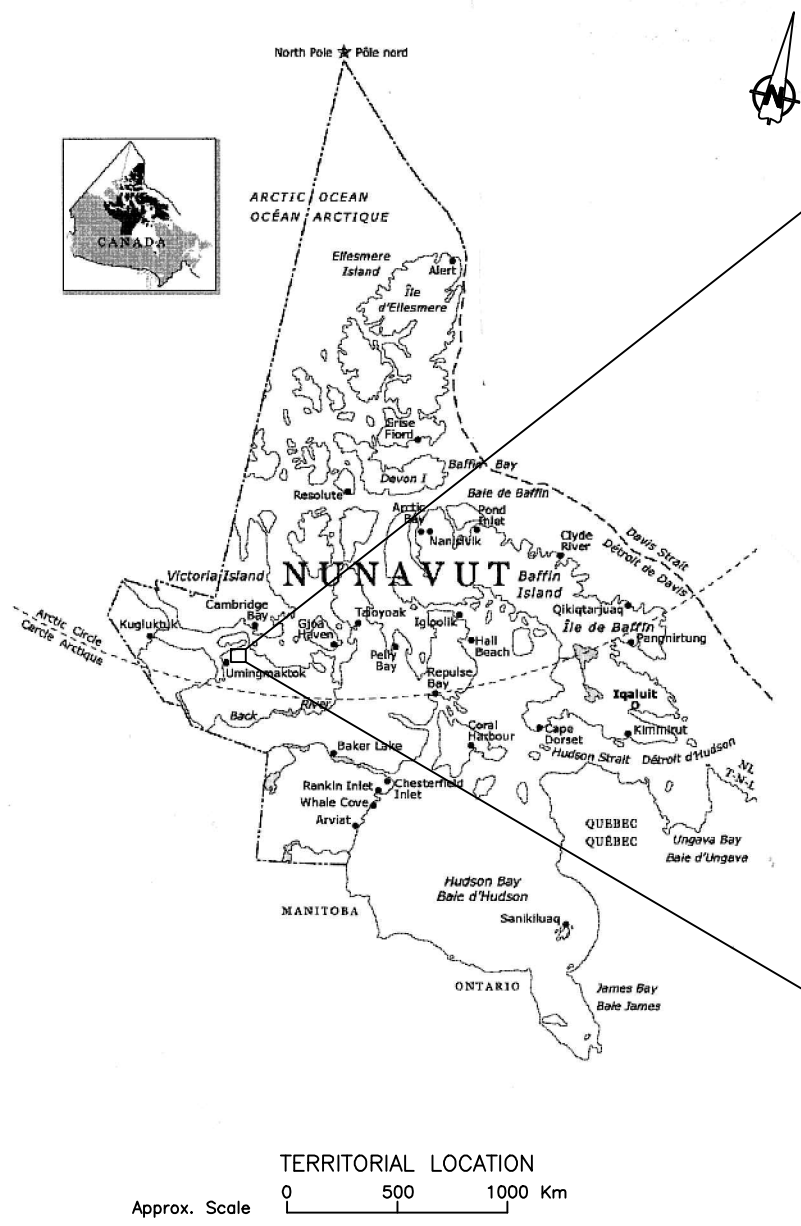 North Pole Pôle nord
N
CANADA
ARCTIC OCEAN
OCÉAN ARCTIQUE
Ellesmere
Island
Alert
Île
d'Ellesmere
Grise
Fiord
Devon I
Baffin Bay
Baie de Baffin
Resolute
Arctic
Bay
Nanisivik
Pond
Inlet
Clyde
River
Davis Strait
Détroit de Davis
Victoria Island
NUNAVUT
Baffin
Island
Arctic Circle
Cercle Arctique
Kugluktuk
Cambridge
Bay
Gjoa
Haven
Taloyoak
Igloolik
Hall
Beach
Qikiqtarjuaq
Île de Baffin
Pangnirtung
Umingmaktok
Pelly
Bay
Repulse
Bay
Back River
Iqaluit
Baker Lake
Coral
Harbour
Cape
Dorset
Kimmirut
Hudson Strait Détroit d'Hudson
NL
T-N-L
Rankin Inlet
Chesterfield
Inlet
Whale Cove
Arviat
QUEBEC
QUÉBEC
Ungava Bay
Baie d'Ungava
Hudson Bay
Baie d'Hudson
MANITOBA
Sanikiluaq
ONTARIO
James Bay
Baie James
TERRITORIAL LOCATION
Approx. Scale 0 500 1000 Km